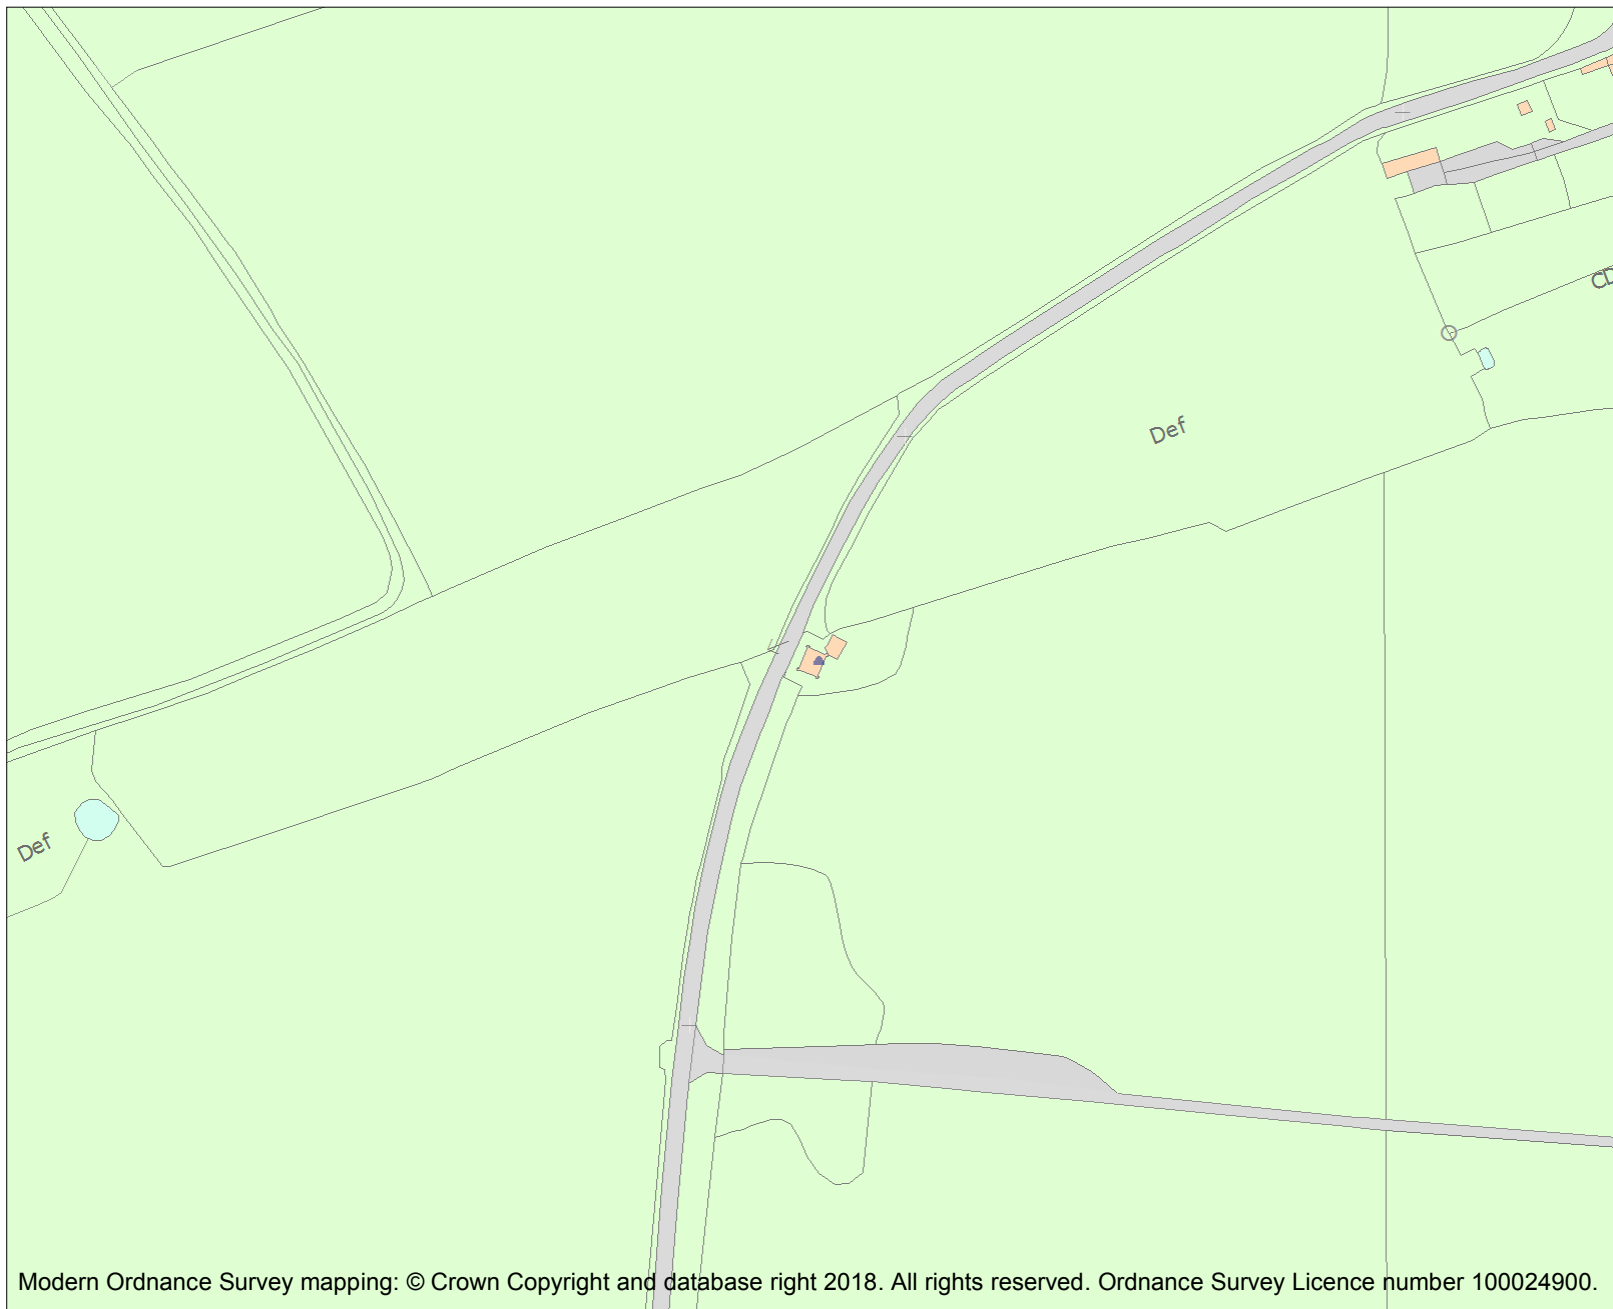 CD
Def
Def
Modern Ordnance Survey mapping: © Crown Copyright and database right 2018. All rights reserved. Ordnance Survey Licence number 100024900.